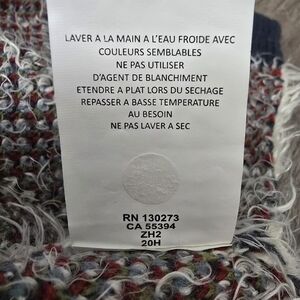 LAVER A LA MAIN A L'EAU FROIDE AVEC
COULEURS SEMBLABLES
NE PAS UTILISER
D'AGENT DE BLANCHIMENT
ETENDRE A PLAT LORS DU SECHAGE
REPASSER A BASSE TEMPERATURE
AU BESOIN
NE PAS LAVER A SEC
RN 130273
CA 55394
ZH2
20H